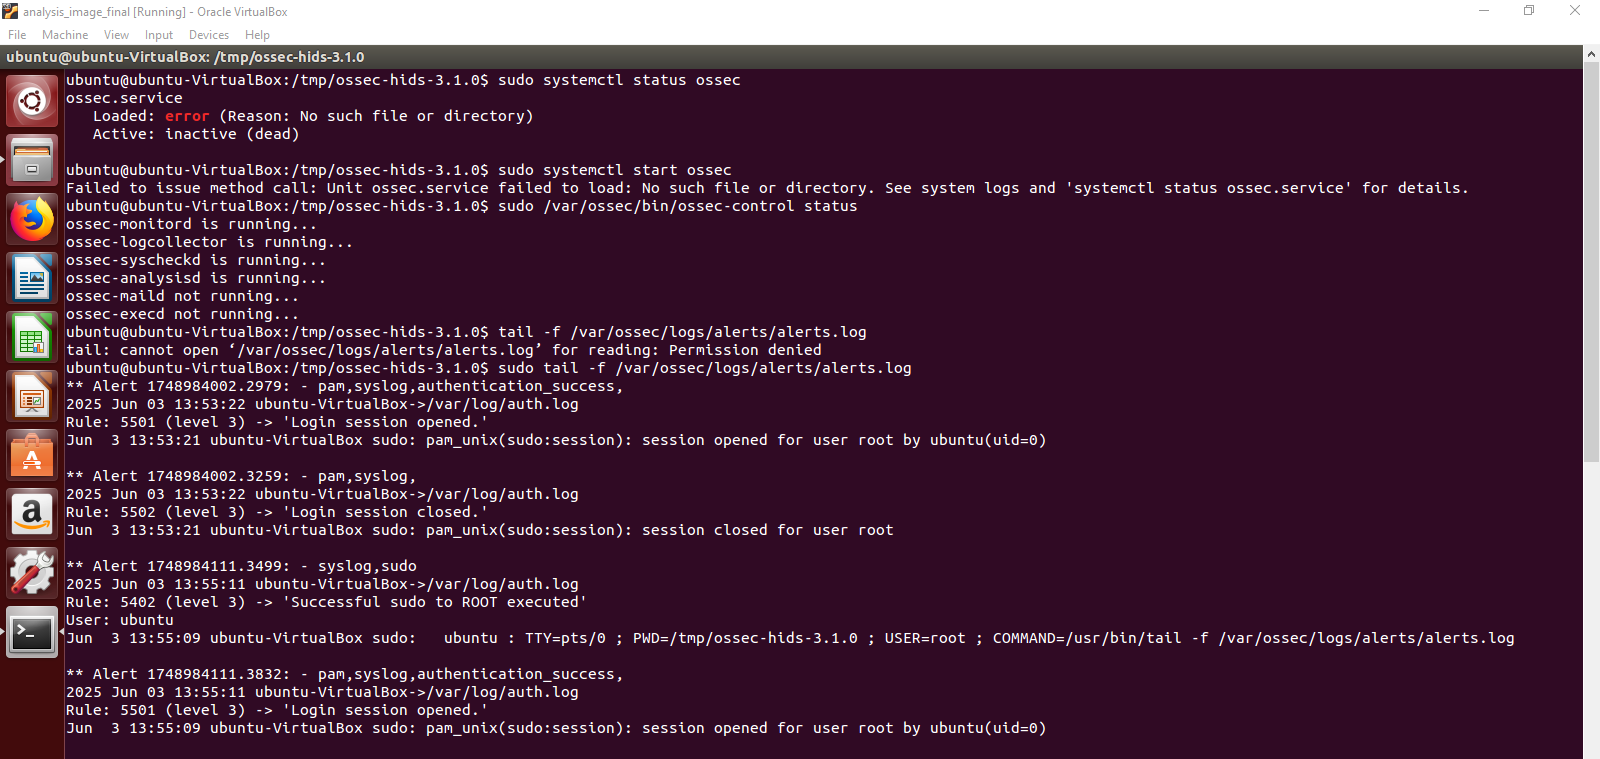 analysis_image_final [Running] - Oracle VirtualBox
File Machine View Input Devices Help
ubuntu@ubuntu-VirtualBox: /tmp/ossec-hids-3.1.0
ubuntu@ubuntu-VirtualBox:/tmp/ossec-hids-3.1.0$ sudo systemctl status ossec
ossec.service
   Loaded: error (Reason: No such file or directory)
   Active: inactive (dead)

ubuntu@ubuntu-VirtualBox:/tmp/ossec-hids-3.1.0$ sudo systemctl start ossec
Failed to issue method call: Unit ossec.service failed to load: No such file or directory. See system logs and 'systemctl status ossec.service' for details.
ubuntu@ubuntu-VirtualBox:/tmp/ossec-hids-3.1.0$ sudo /var/ossec/bin/ossec-control status
ossec-monitord is running...
ossec-logcollector is running...
ossec-syscheckd is running...
ossec-analysisd is running...
ossec-maild not running...
ossec-execd not running...
ubuntu@ubuntu-VirtualBox:/tmp/ossec-hids-3.1.0$ tail -f /var/ossec/logs/alerts/alerts.log
tail: cannot open ‘/var/ossec/logs/alerts/alerts.log’ for reading: Permission denied
ubuntu@ubuntu-VirtualBox:/tmp/ossec-hids-3.1.0$ sudo tail -f /var/ossec/logs/alerts/alerts.log
** Alert 1748984002.2979: - pam,syslog,authentication_success,
2025 Jun 03 13:53:22 ubuntu-VirtualBox->/var/log/auth.log
Rule: 5501 (level 3) -> 'Login session opened.'
Jun  3 13:53:21 ubuntu-VirtualBox sudo: pam_unix(sudo:session): session opened for user root by ubuntu(uid=0)

** Alert 1748984002.3259: - pam,syslog,
2025 Jun 03 13:53:22 ubuntu-VirtualBox->/var/log/auth.log
Rule: 5502 (level 3) -> 'Login session closed.'
Jun  3 13:53:21 ubuntu-VirtualBox sudo: pam_unix(sudo:session): session closed for user root

** Alert 1748984111.3499: - syslog,sudo
2025 Jun 03 13:55:11 ubuntu-VirtualBox->/var/log/auth.log
Rule: 5402 (level 3) -> 'Successful sudo to ROOT executed'
User: ubuntu
Jun  3 13:55:09 ubuntu-VirtualBox sudo:   ubuntu : TTY=pts/0 ; PWD=/tmp/ossec-hids-3.1.0 ; USER=root ; COMMAND=/usr/bin/tail -f /var/ossec/logs/alerts/alerts.log

** Alert 1748984111.3832: - pam,syslog,authentication_success,
2025 Jun 03 13:55:11 ubuntu-VirtualBox->/var/log/auth.log
Rule: 5501 (level 3) -> 'Login session opened.'
Jun  3 13:55:09 ubuntu-VirtualBox sudo: pam_unix(sudo:session): session opened for user root by ubuntu(uid=0)